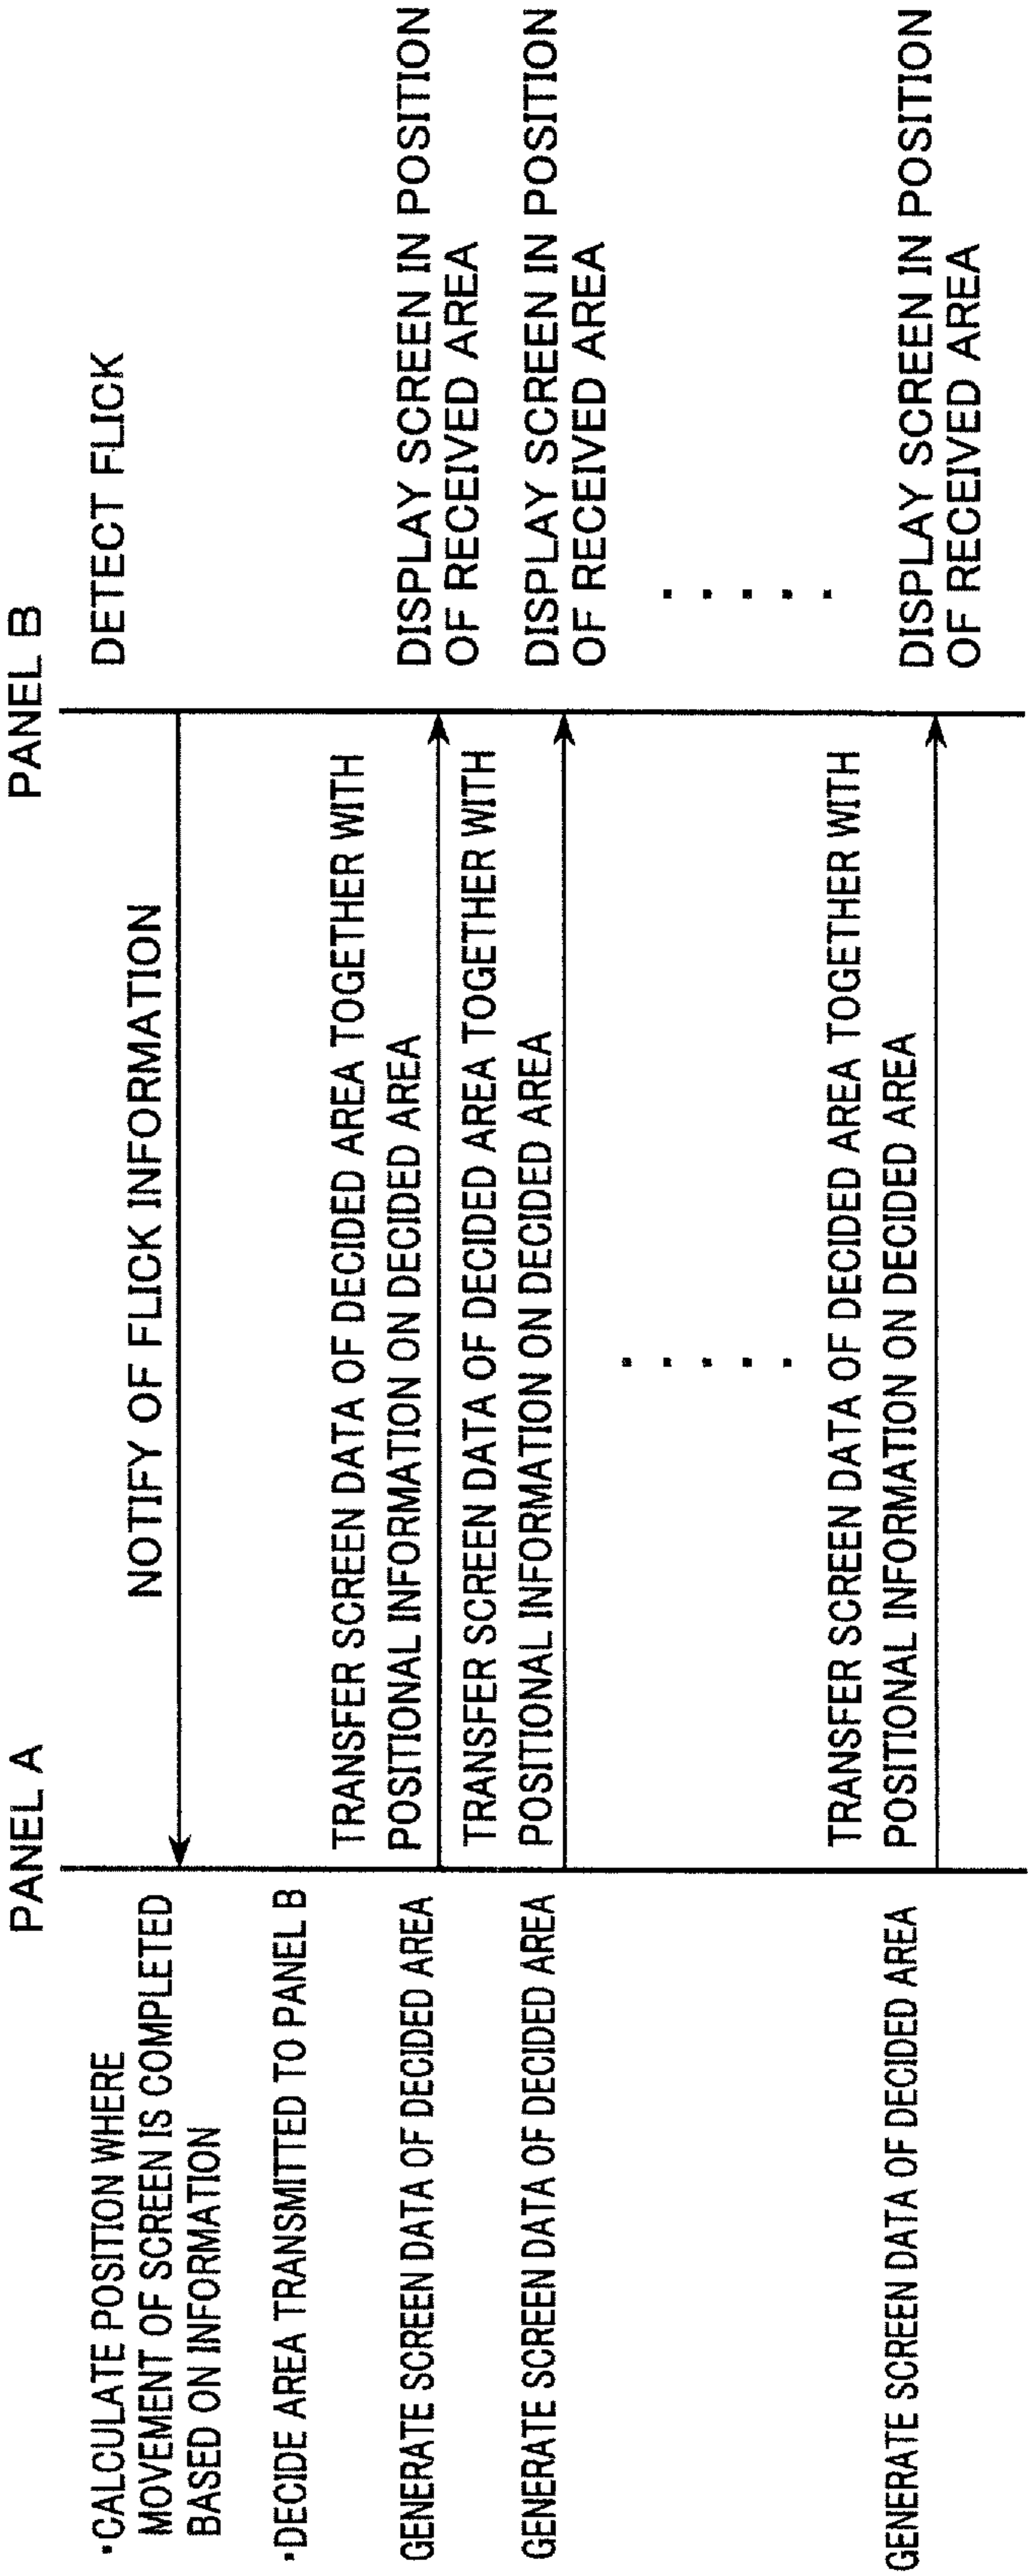 PANEL A
PANEL B
•CALCULATE POSITION WHERE
MOVEMENT OF SCREEN IS COMPLETED
BASED ON INFORMATION
DETECT FLICK
NOTIFY OF FLICK INFORMATION
•DECIDE AREA TRANSMITTED TO PANEL B
TRANSFER SCREEN DATA OF DECIDED AREA TOGETHER WITH
POSITIONAL INFORMATION ON DECIDED AREA
GENERATE SCREEN DATA OF DECIDED AREA
DISPLAY SCREEN IN POSITION
OF RECEIVED AREA
TRANSFER SCREEN DATA OF DECIDED AREA TOGETHER WITH
POSITIONAL INFORMATION ON DECIDED AREA
GENERATE SCREEN DATA OF DECIDED AREA
DISPLAY SCREEN IN POSITION
OF RECEIVED AREA
.....
.....
TRANSFER SCREEN DATA OF DECIDED AREA TOGETHER WITH
POSITIONAL INFORMATION ON DECIDED AREA
GENERATE SCREEN DATA OF DECIDED AREA
DISPLAY SCREEN IN POSITION
OF RECEIVED AREA